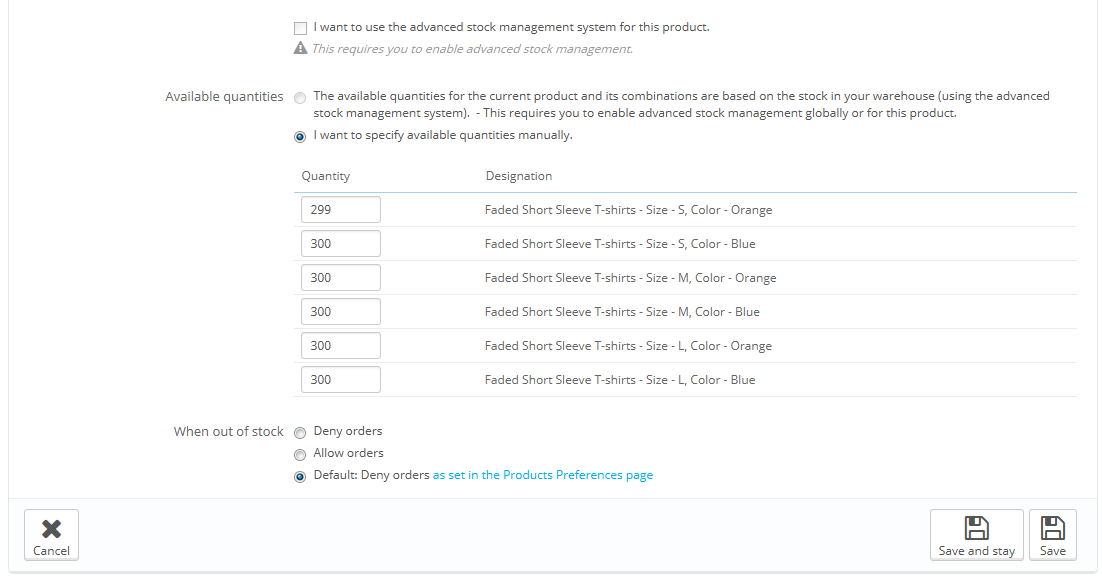 I want to use the advanced stock management system for this product.
This requires you to enable advanced stock management.
Available quantities
The available quantities for the current product and its combinations are based on the stock in your warehouse (using the advanced
stock management system).  - This requires you to enable advanced stock management globally or for this product.
I want to specify available quantities manually.
Quantity Designation
299 Faded Short Sleeve T-shirts - Size - S, Color - Orange
300 Faded Short Sleeve T-shirts - Size - S, Color - Blue
300 Faded Short Sleeve T-shirts - Size - M, Color - Orange
300 Faded Short Sleeve T-shirts - Size - M, Color - Blue
300 Faded Short Sleeve T-shirts - Size - L, Color - Orange
300 Faded Short Sleeve T-shirts - Size - L, Color - Blue
When out of stock
Deny orders
Allow orders
Default: Deny orders as set in the Products Preferences page
Cancel Save and stay Save